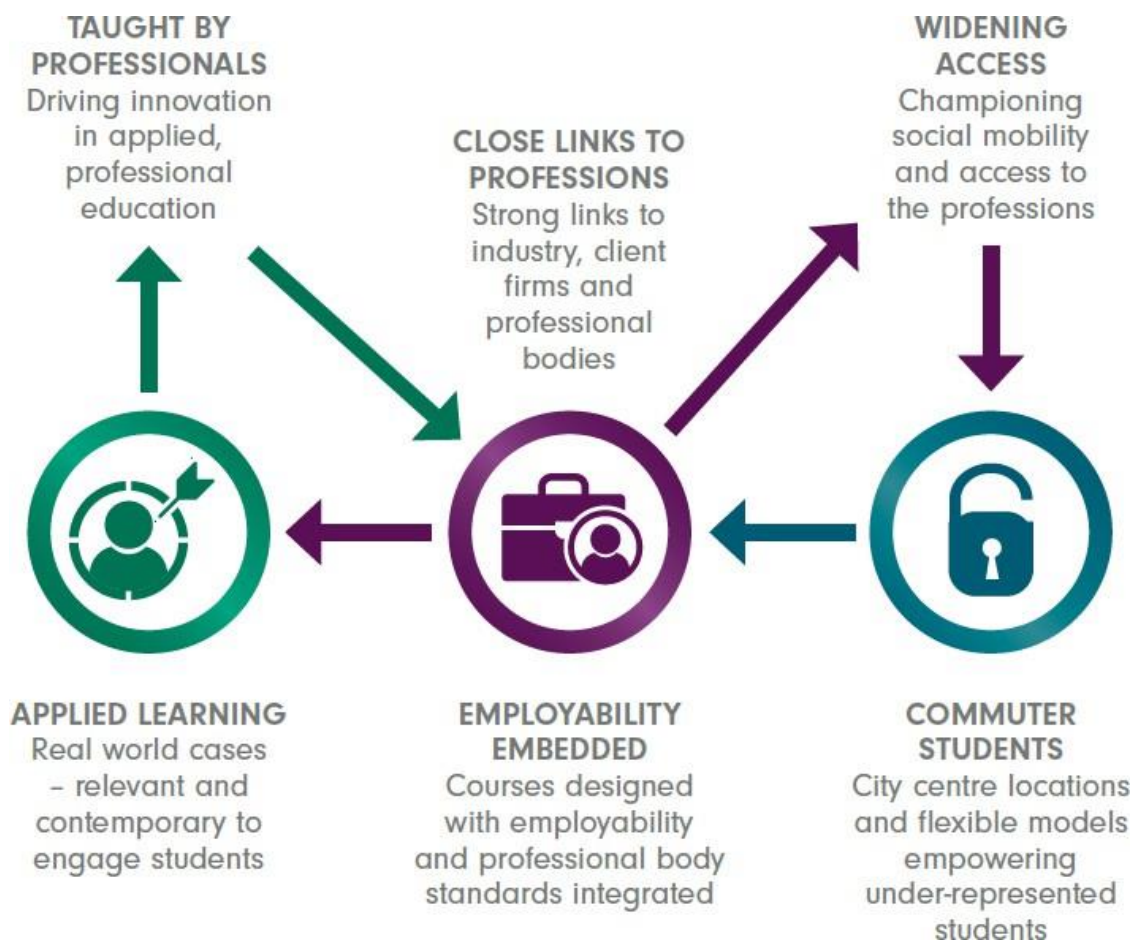 TAUGHT BY
PROFESSIONALS
Driving innovation
in applied,
professional
education
CLOSE LINKS TO
PROFESSIONS
Strong links to
industry, client
firms and
professional
bodies
WIDENING
ACCESS
Championing
social mobility
and access to
the professions
APPLIED LEARNING
Real world cases
– relevant and
contemporary to
engage students
EMPLOYABILITY
EMBEDDED
Courses designed
with employability
and professional body
standards integrated
COMMUTER
STUDENTS
City centre locations
and flexible models
empowering
under-represented
students